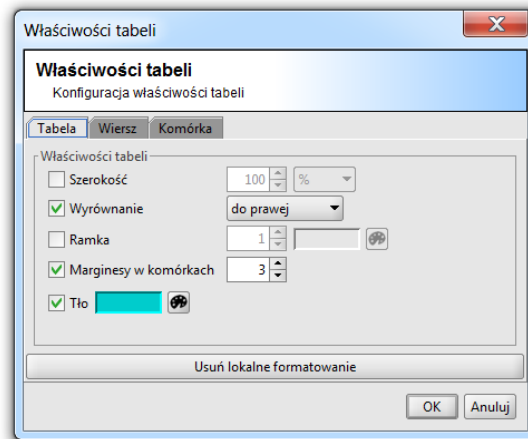 Właściwości tabeli
Właściwości tabeli
Konfiguracja właściwości tabeli
Tabela Wiersz Komórka
Właściwości tabeli
Szerokość 100 %
Wyrównanie do prawej
Ramka 1
Marginesy w komórkach 3
Tło
Usuń lokalne formatowanie
OK Anuluj